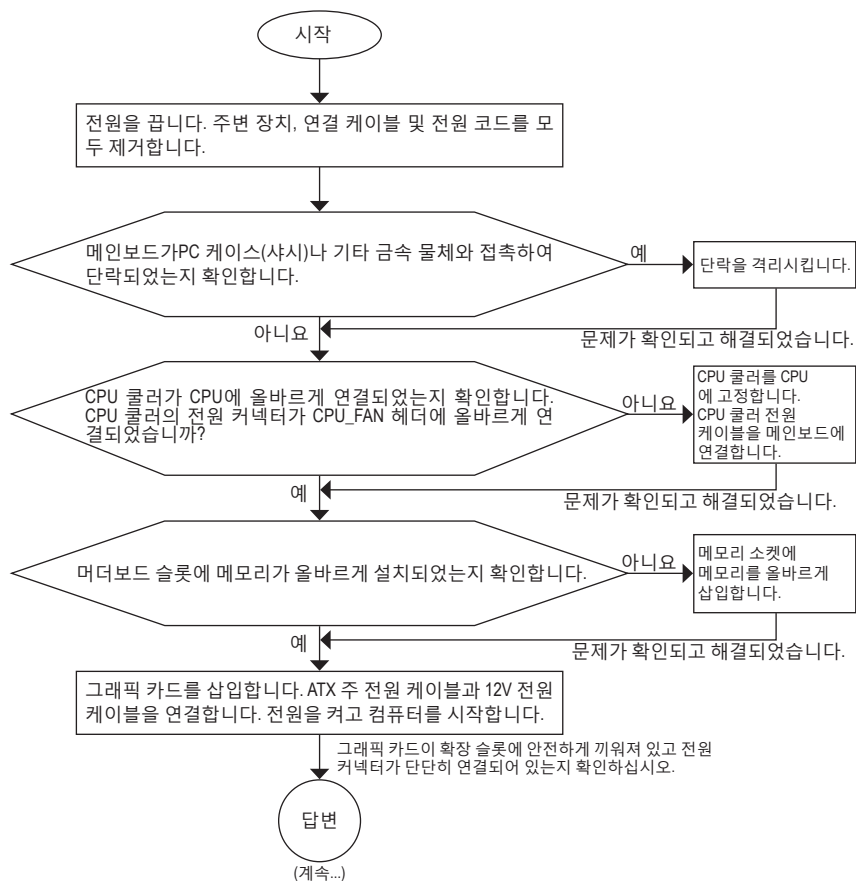 시작
전원을 끕니다. 주변 장치, 연결 케이블 및 전원 코드를 모
두 제거합니다.
메인보드가PC 케이스(샤시)나 기타 금속 물체와 접촉하여
단락되었는지 확인합니다.
예
단락을 격리시킵니다.
아니요
문제가 확인되고 해결되었습니다.
CPU 쿨러가 CPU에 올바르게 연결되었는지 확인합니다.
CPU 쿨러의 전원 커넥터가 CPU_FAN 헤더에 올바르게 연
결되었습니까?
아니요
CPU 쿨러를 CPU
에 고정합니다.
CPU 쿨러 전원
케이블을 메인보드에
연결합니다.
예
문제가 확인되고 해결되었습니다.
머더보드 슬롯에 메모리가 올바르게 설치되었는지 확인합니다.
아니요
메모리 소켓에
메모리를 올바르게
삽입합니다.
예
문제가 확인되고 해결되었습니다.
그래픽 카드를 삽입합니다. ATX 주 전원 케이블과 12V 전원
케이블을 연결합니다. 전원을 켜고 컴퓨터를 시작합니다.
그래픽 카드이 확장 슬롯에 안전하게 끼워져 있고 전원
커넥터가 단단히 연결되어 있는지 확인하십시오.
답변
(계속...)